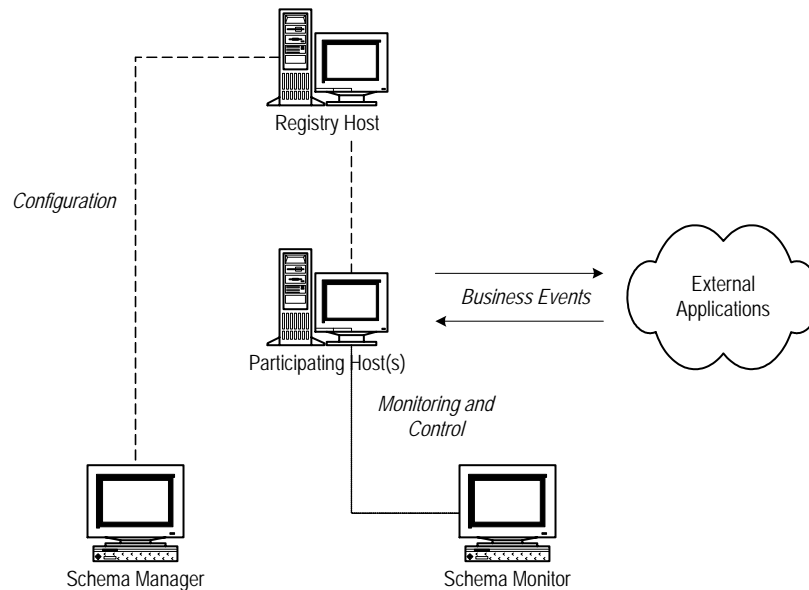 Registry Host
Configuration
Business Events
External
Applications
Participating Host(s)
Monitoring and
Control
Schema Manager
Schema Monitor